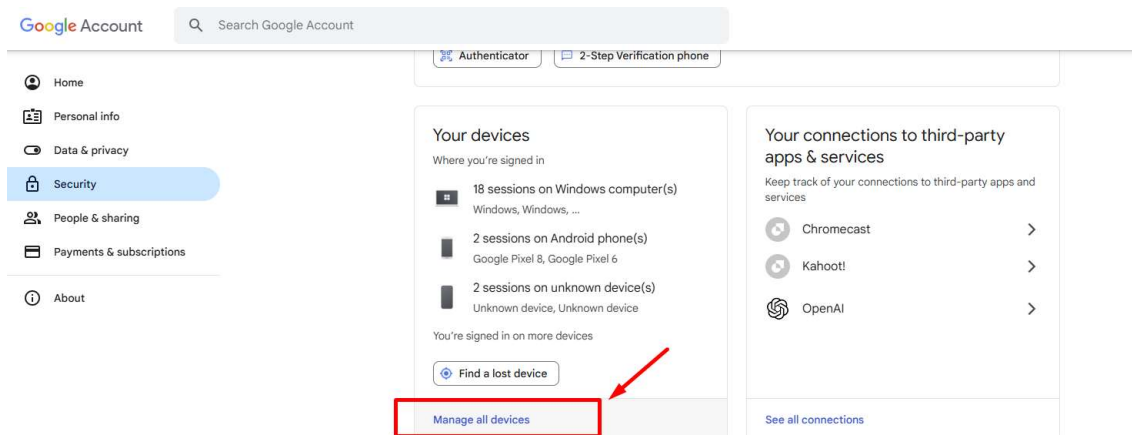 Google Account
Search Google Account
Authenticator
2-Step Verification phone
Home
Personal info
Data & privacy
Security
People & sharing
Payments & subscriptions
About
Your devices
Where you're signed in
18 sessions on Windows computer(s)
Windows, Windows, ...
2 sessions on Android phone(s)
Google Pixel 8, Google Pixel 6
2 sessions on unknown device(s)
Unknown device, Unknown device
You're signed in on more devices
Find a lost device
Manage all devices
Your connections to third-party
apps & services
Keep track of your connections to third-party apps and
services
Chromecast
Kahoot!
OpenAI
See all connections